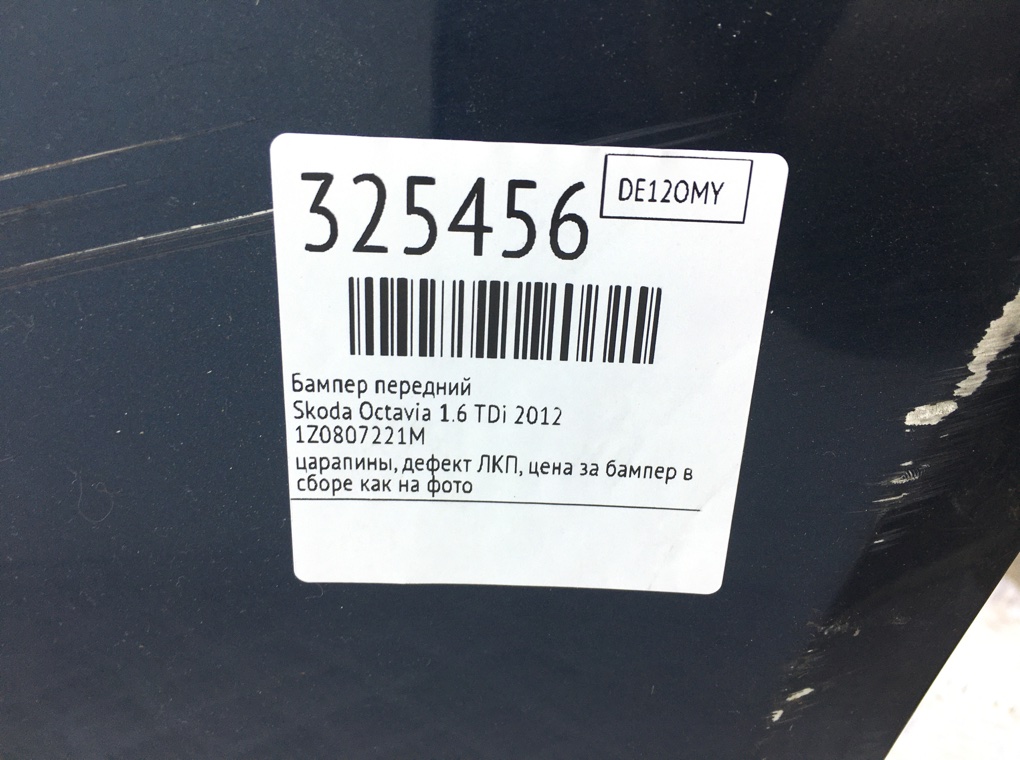 325456
DE12OMY
Бампер передний
Skoda Octavia 1.6 TDi 2012
1Z0807221M
царапины, дефект ЛКП, цена за бампер в
сборе как на фото